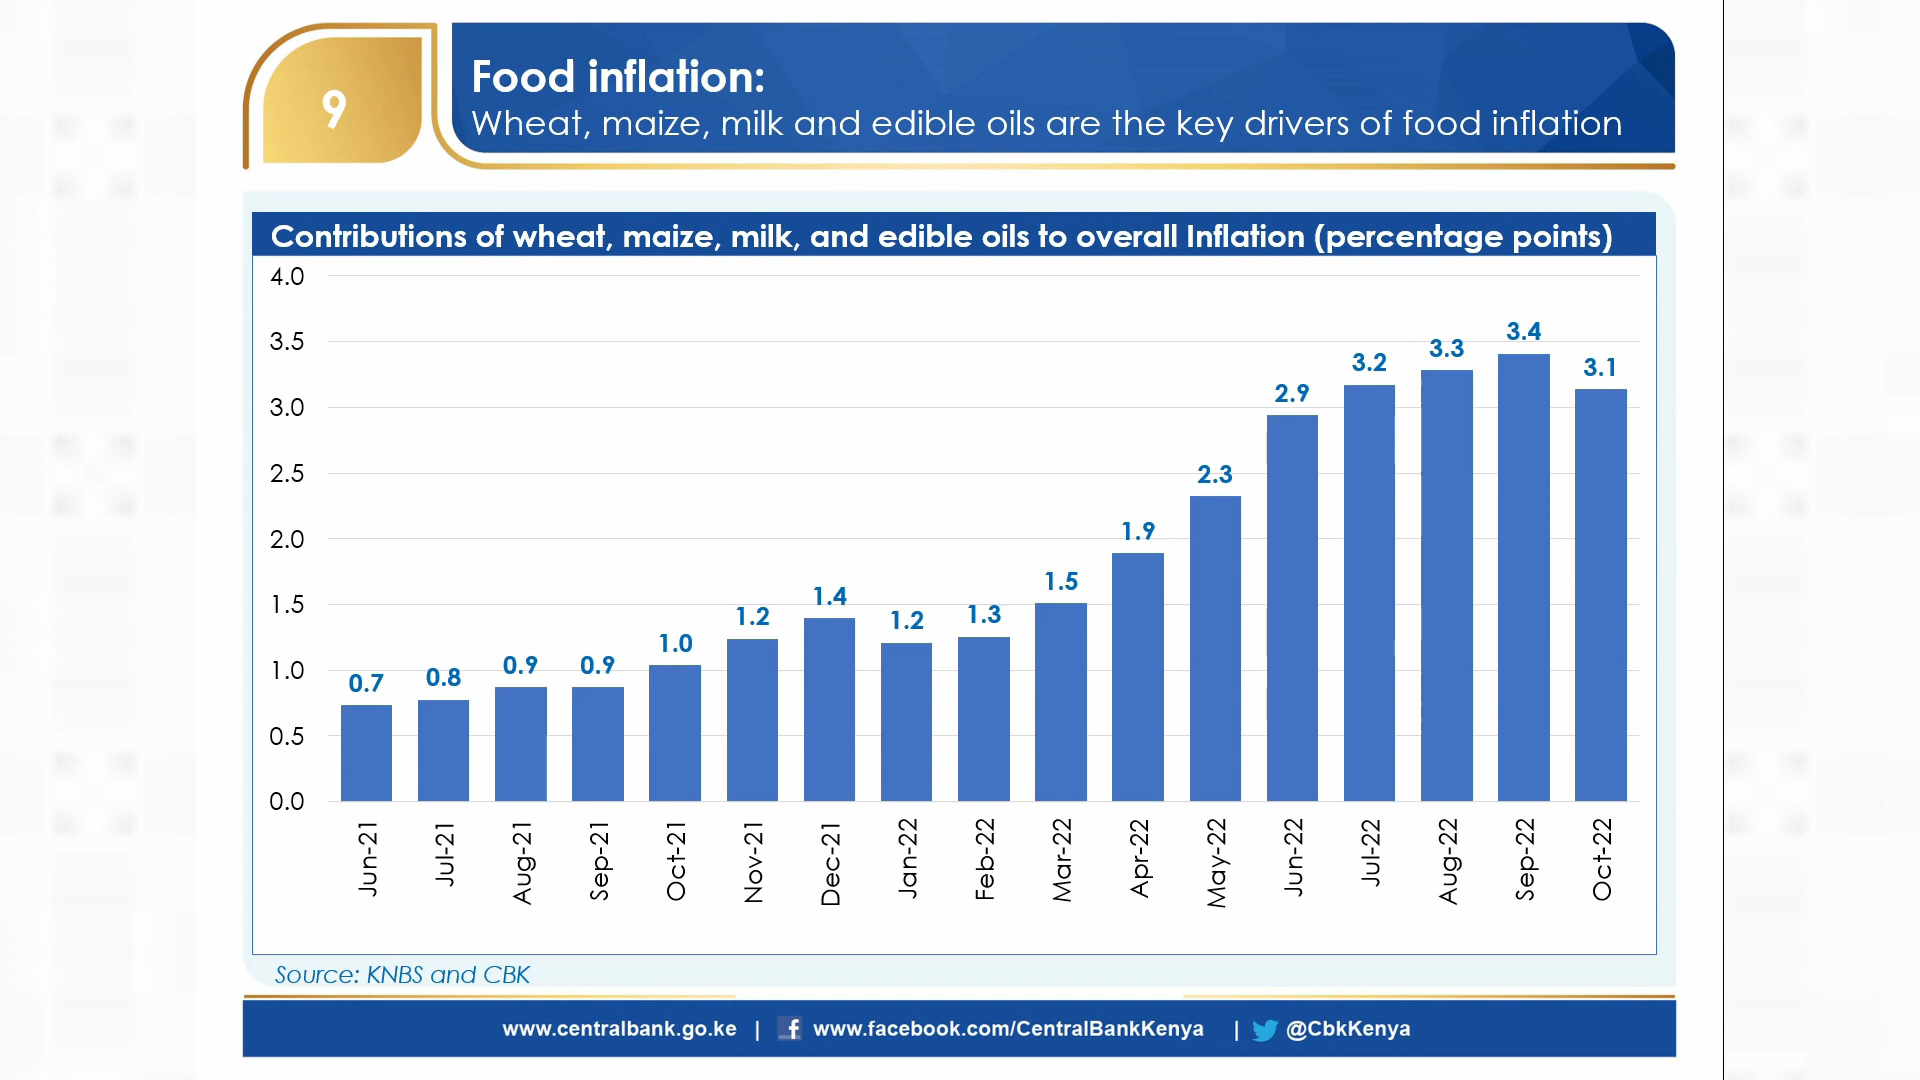 9
Food inflation:
Wheat, maize, milk and edible oils are the key drivers of food inflation
Contributions of wheat, maize, milk, and edible oils to overall Inflation (percentage points)
4.0
3.5
3.0
2.5
2.0
1.5
1.0
0.5
0.0
0.7
0.8
0.9
0.9
1.0
1.2
1.4
1.2
1.3
1.5
1.9
2.3
2.9
3.2
3.3
3.4
3.1
Jun-21
Jul-21
Aug-21
Sep-21
Oct-21
Nov-21
Dec-21
Jan-22
Feb-22
Mar-22
Apr-22
May-22
Jun-22
Jul-22
Aug-22
Sep-22
Oct-22
Source: KNBS and CBK
www.centralbank.go.ke | f www.facebook.com/CentralBankKenya | @CbkKenya